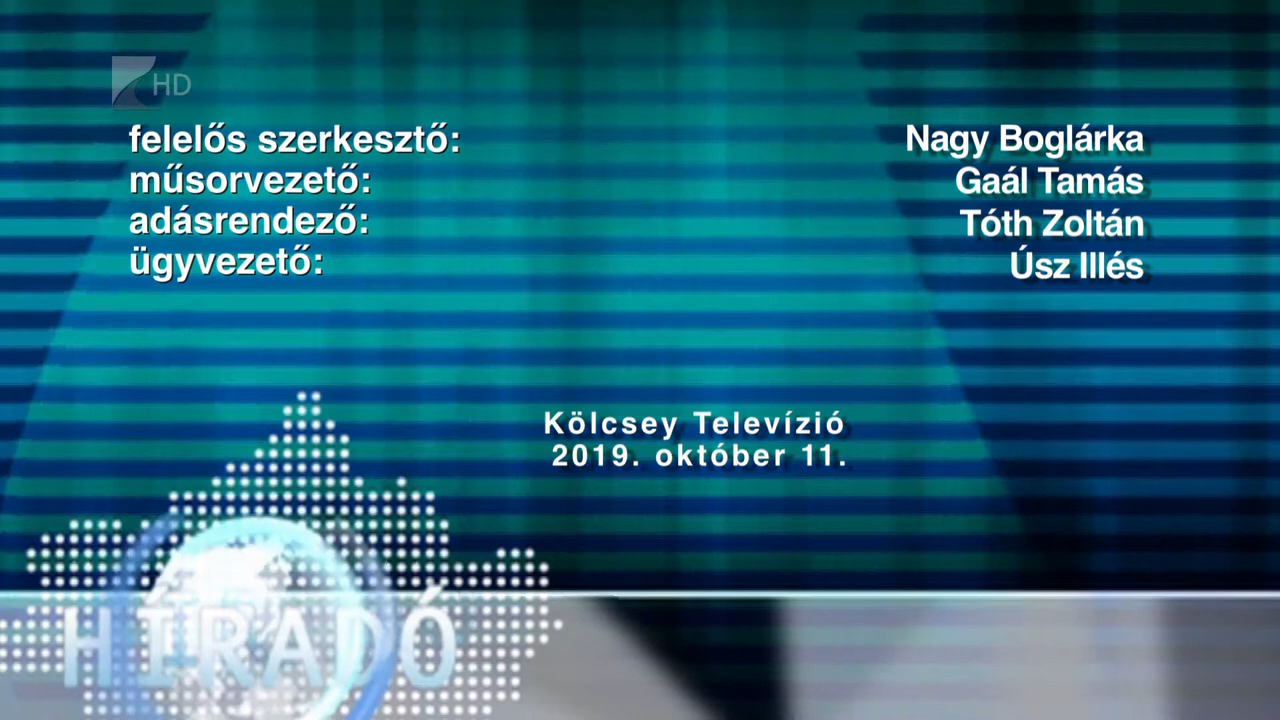 HD
felelős szerkesztő: Nagy Boglárka
műsorvezető: Gaál Tamás
adásrendező: Tóth Zoltán
ügyvezető: Úsz Illés
Kölcsey Televízió
2019. október 11.
HÍRADÓ